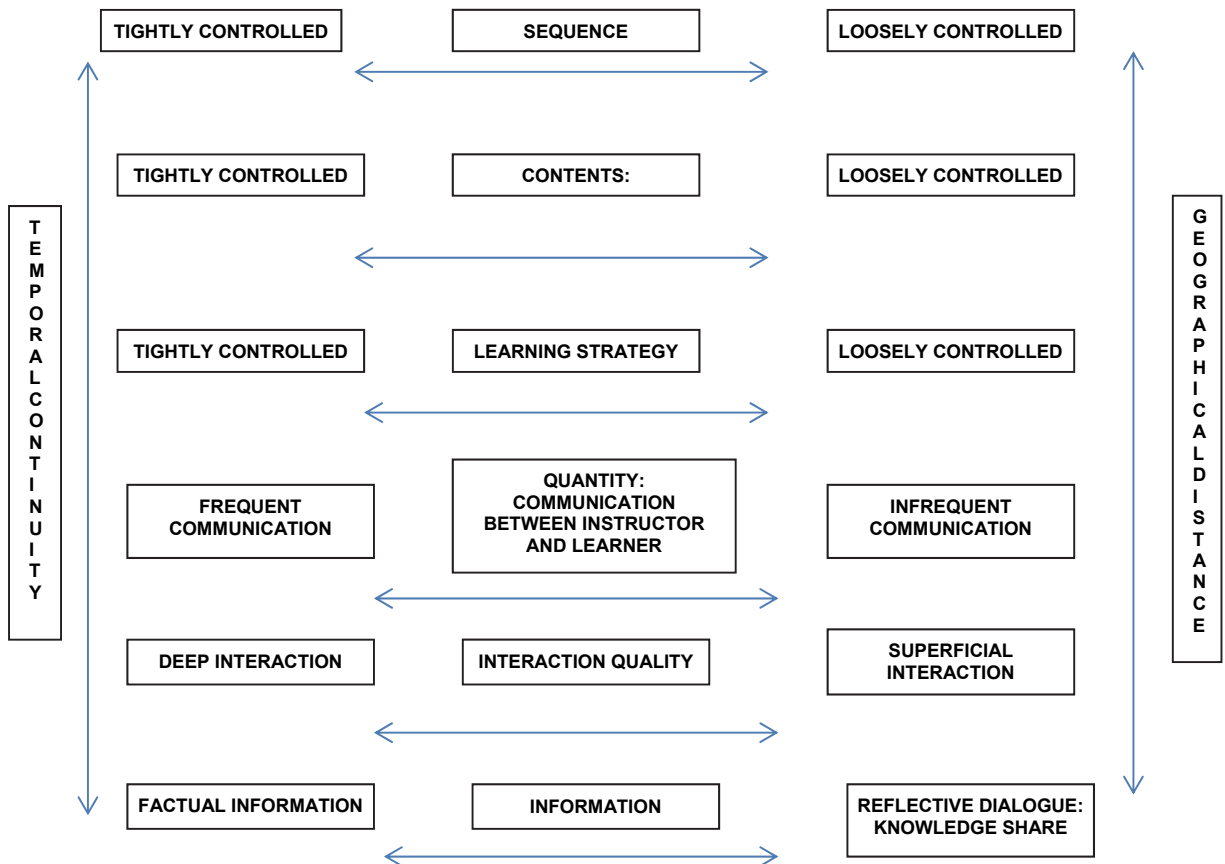 TIGHTLY CONTROLLED
SEQUENCE
LOOSELY CONTROLLED
TIGHTLY CONTROLLED
CONTENTS:
LOOSELY CONTROLLED
TEMPORALCONTINUITY
GEOGRAPHICALDISTANCE
TIGHTLY CONTROLLED
LEARNING STRATEGY
LOOSELY CONTROLLED
FREQUENT
COMMUNICATION
QUANTITY:
COMMUNICATION
BETWEEN INSTRUCTOR
AND LEARNER
INFREQUENT
COMMUNICATION
DEEP INTERACTION
INTERACTION QUALITY
SUPERFICIAL
INTERACTION
FACTUAL INFORMATION
INFORMATION
REFLECTIVE DIALOGUE:
KNOWLEDGE SHARE